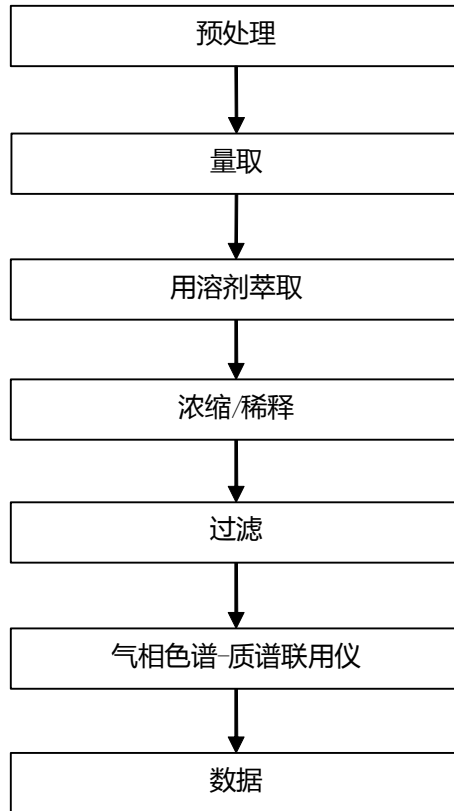 预处理
量取
用溶剂萃取
浓缩/稀释
过滤
气相色谱-质谱联用仪
数据